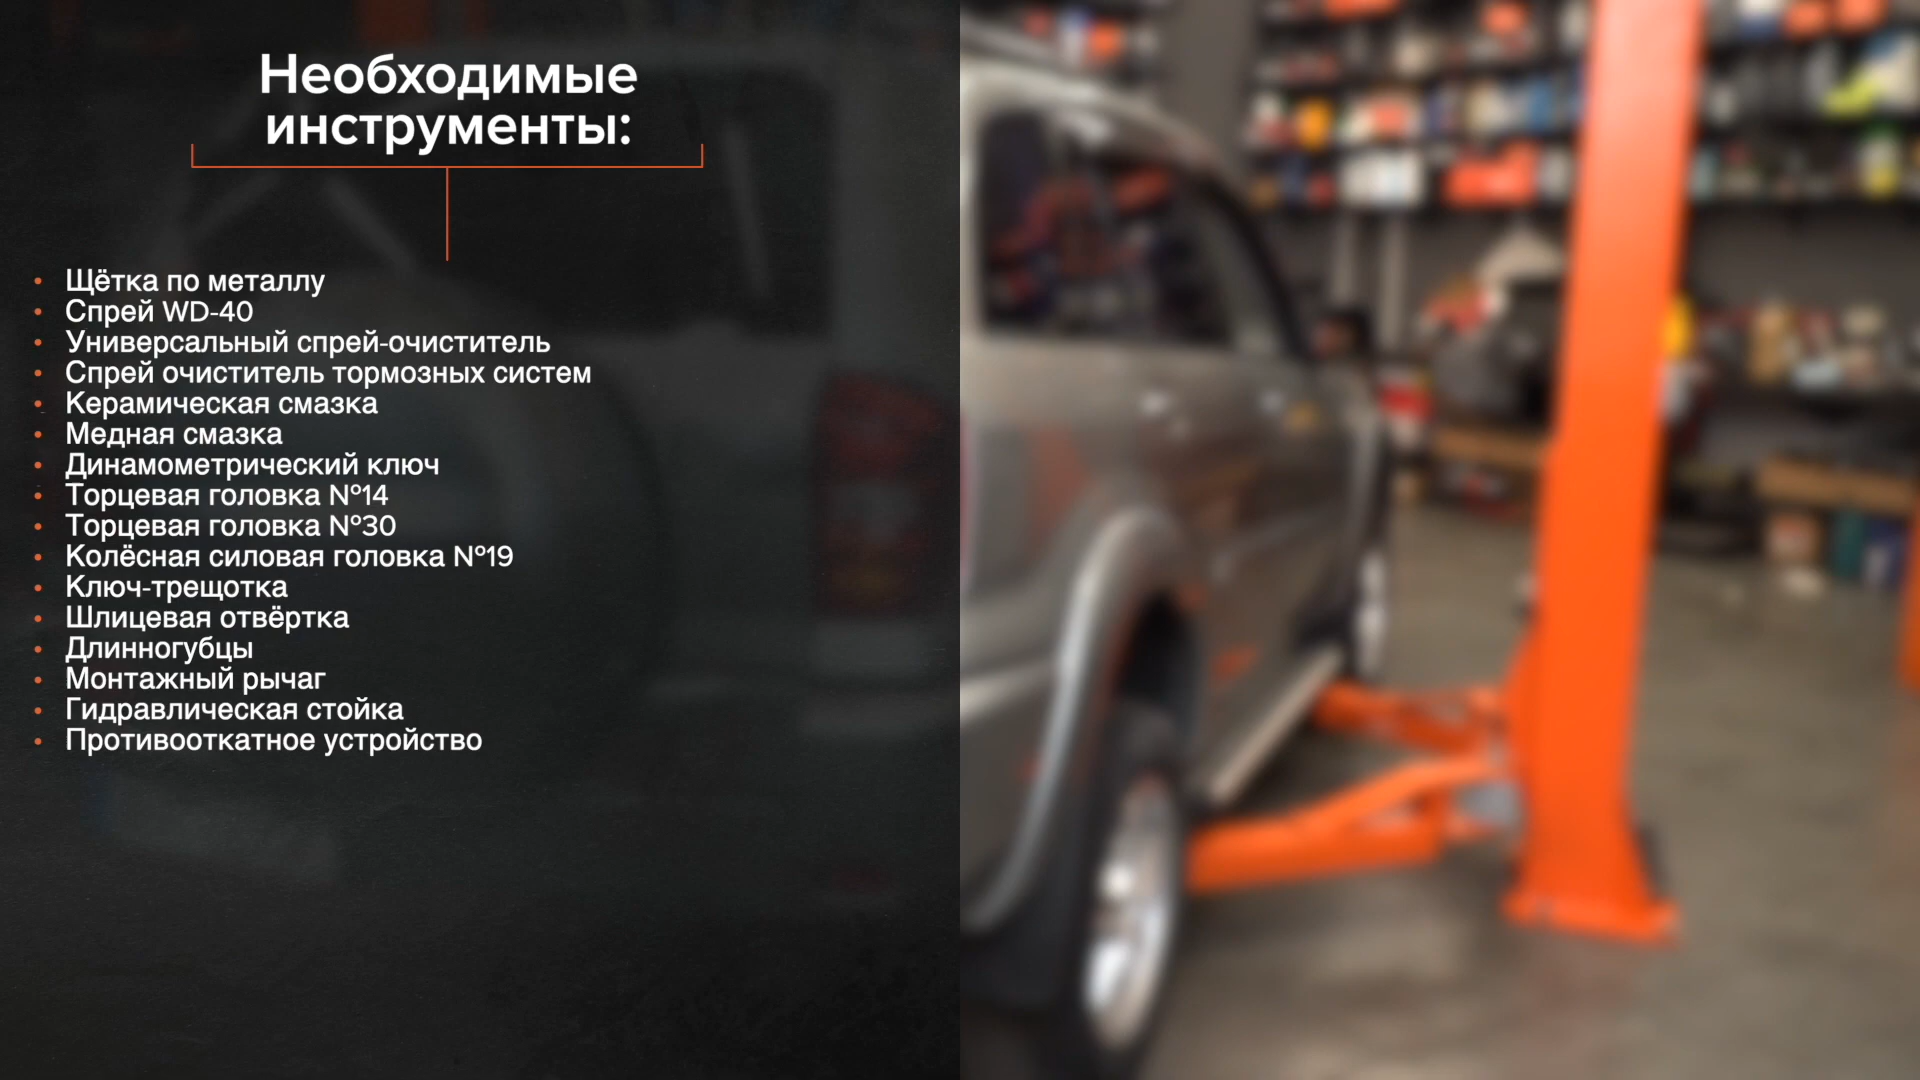 Необходимые
инструменты:
Щётка по металлу
Спрей WD-40
Универсальный спрей-очиститель
Спрей очиститель тормозных систем
Керамическая смазка
Медная смазка
Динамометрический ключ
Торцевая головка №14
Торцевая головка №30
Колёсная силовая головка №19
Ключ-трещотка
Шлицевая отвёртка
Длинногубцы
Монтажный рычаг
Гидравлическая стойка
Противооткатное устройство